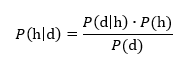 P(h|d) = P(d|h) · P(h) / P(d)